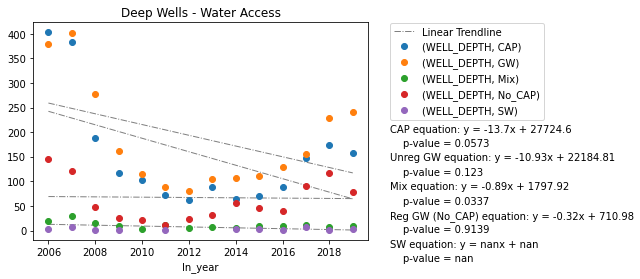 Deep Wells - Water Access
400
350
300
250
200
150
100
50
0
2006 2008 2010 2012 2014 2016 2018
In_year
Linear Trendline
(WELL_DEPTH, CAP)
(WELL_DEPTH, GW)
(WELL_DEPTH, Mix)
(WELL_DEPTH, No_CAP)
(WELL_DEPTH, SW)
CAP equation: y = -13.7x + 27724.6
p-value = 0.0573
Unreg GW equation: y = -10.93x + 22184.81
p-value = 0.123
Mix equation: y = -0.89x + 1797.92
p-value = 0.0337
Reg GW (No_CAP) equation: y = -0.32x + 710.98
p-value = 0.9139
SW equation: y = nanx + nan
p-value = nan